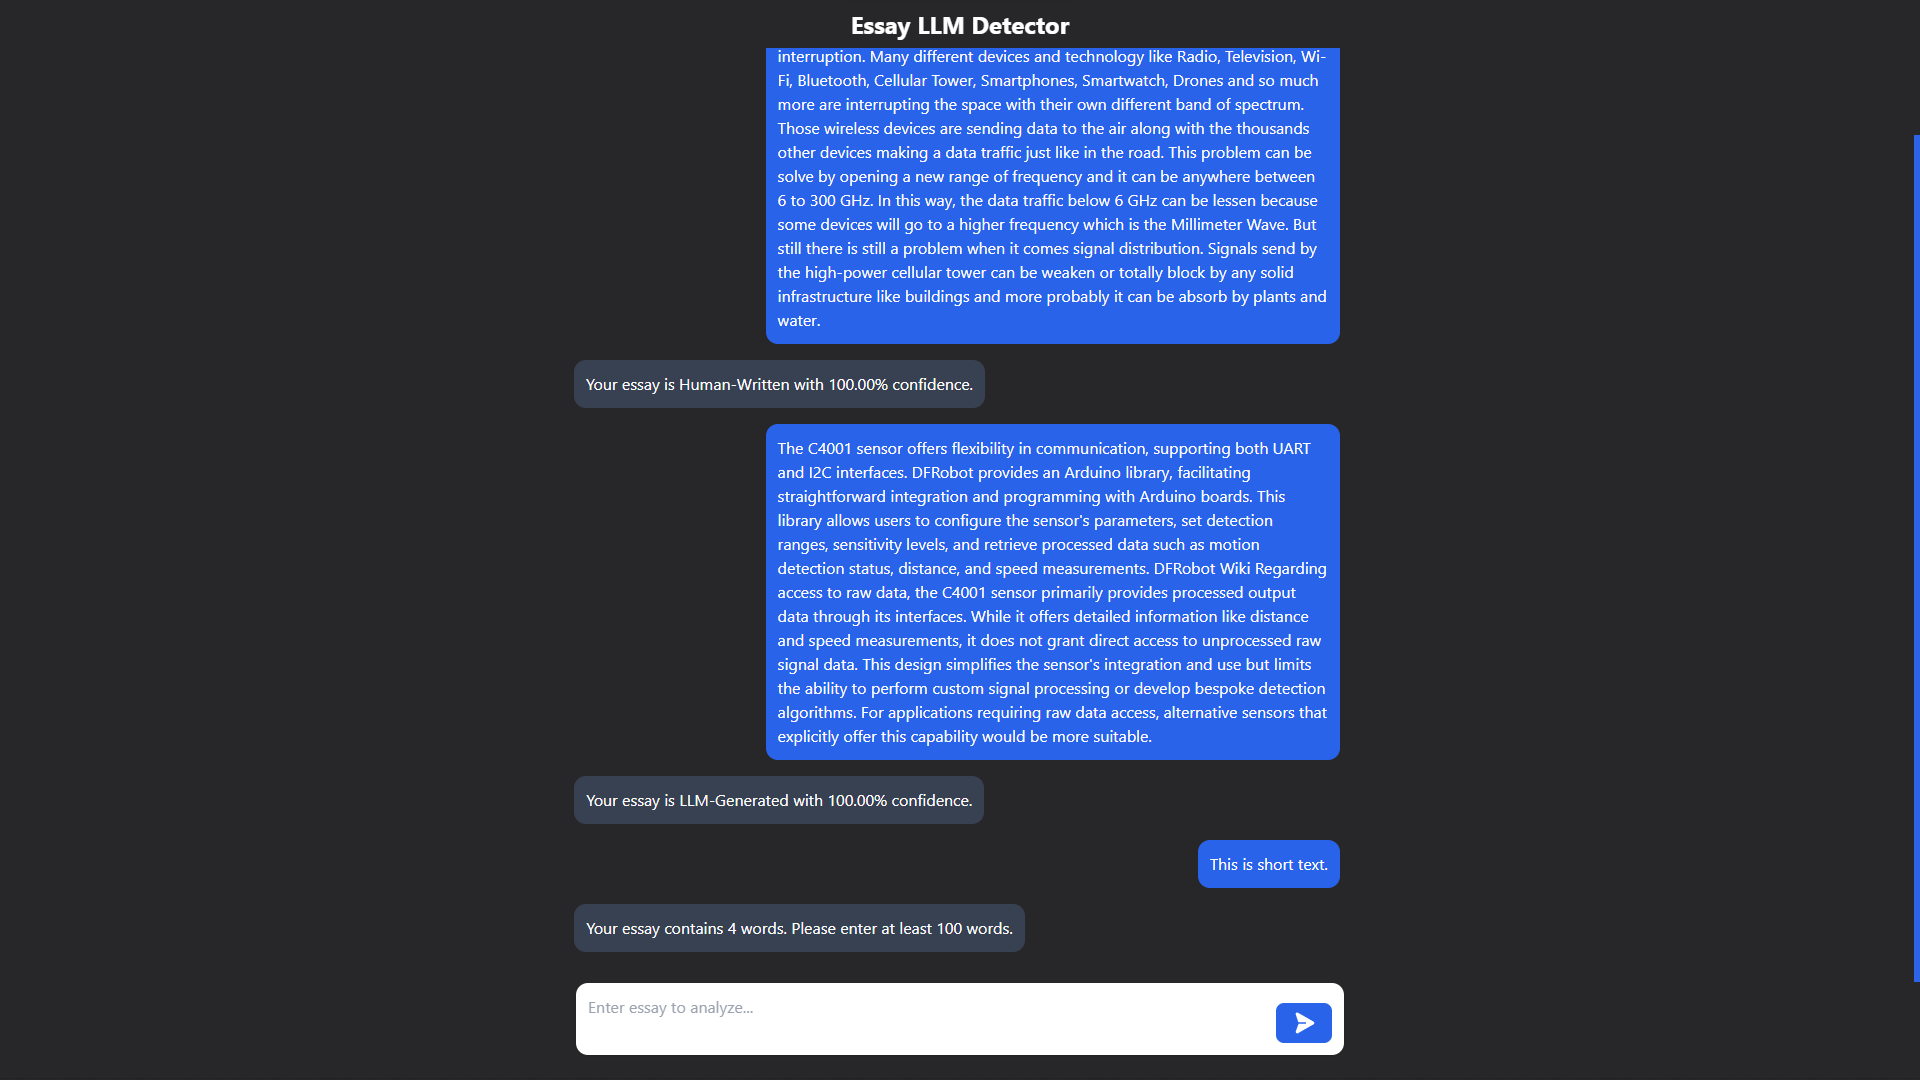 Essay LLM Detector
interruption. Many different devices and technology like Radio, Television, Wi-
Fi, Bluetooth, Cellular Tower, Smartphones, Smartwatch, Drones and so much
more are interrupting the space with their own different band of spectrum.
Those wireless devices are sending data to the air along with the thousands
other devices making a data traffic just like in the road. This problem can be
solve by opening a new range of frequency and it can be anywhere between
6 to 300 GHz. In this way, the data traffic below 6 GHz can be lessen because
some devices will go to a higher frequency which is the Millimeter Wave. But
still there is still a problem when it comes signal distribution. Signals send by
the high-power cellular tower can be weaken or totally block by any solid
infrastructure like buildings and more probably it can be absorb by plants and
water.
Your essay is Human-Written with 100.00% confidence.
The C4001 sensor offers flexibility in communication, supporting both UART
and I2C interfaces. DFRobot provides an Arduino library, facilitating
straightforward integration and programming with Arduino boards. This
library allows users to configure the sensor's parameters, set detection
ranges, sensitivity levels, and retrieve processed data such as motion
detection status, distance, and speed measurements. DFRobot Wiki Regarding
access to raw data, the C4001 sensor primarily provides processed output
data through its interfaces. While it offers detailed information like distance
and speed measurements, it does not grant direct access to unprocessed raw
signal data. This design simplifies the sensor's integration and use but limits
the ability to perform custom signal processing or develop bespoke detection
algorithms. For applications requiring raw data access, alternative sensors that
explicitly offer this capability would be more suitable.
Your essay is LLM-Generated with 100.00% confidence.
This is short text.
Your essay contains 4 words. Please enter at least 100 words.
Enter essay to analyze...